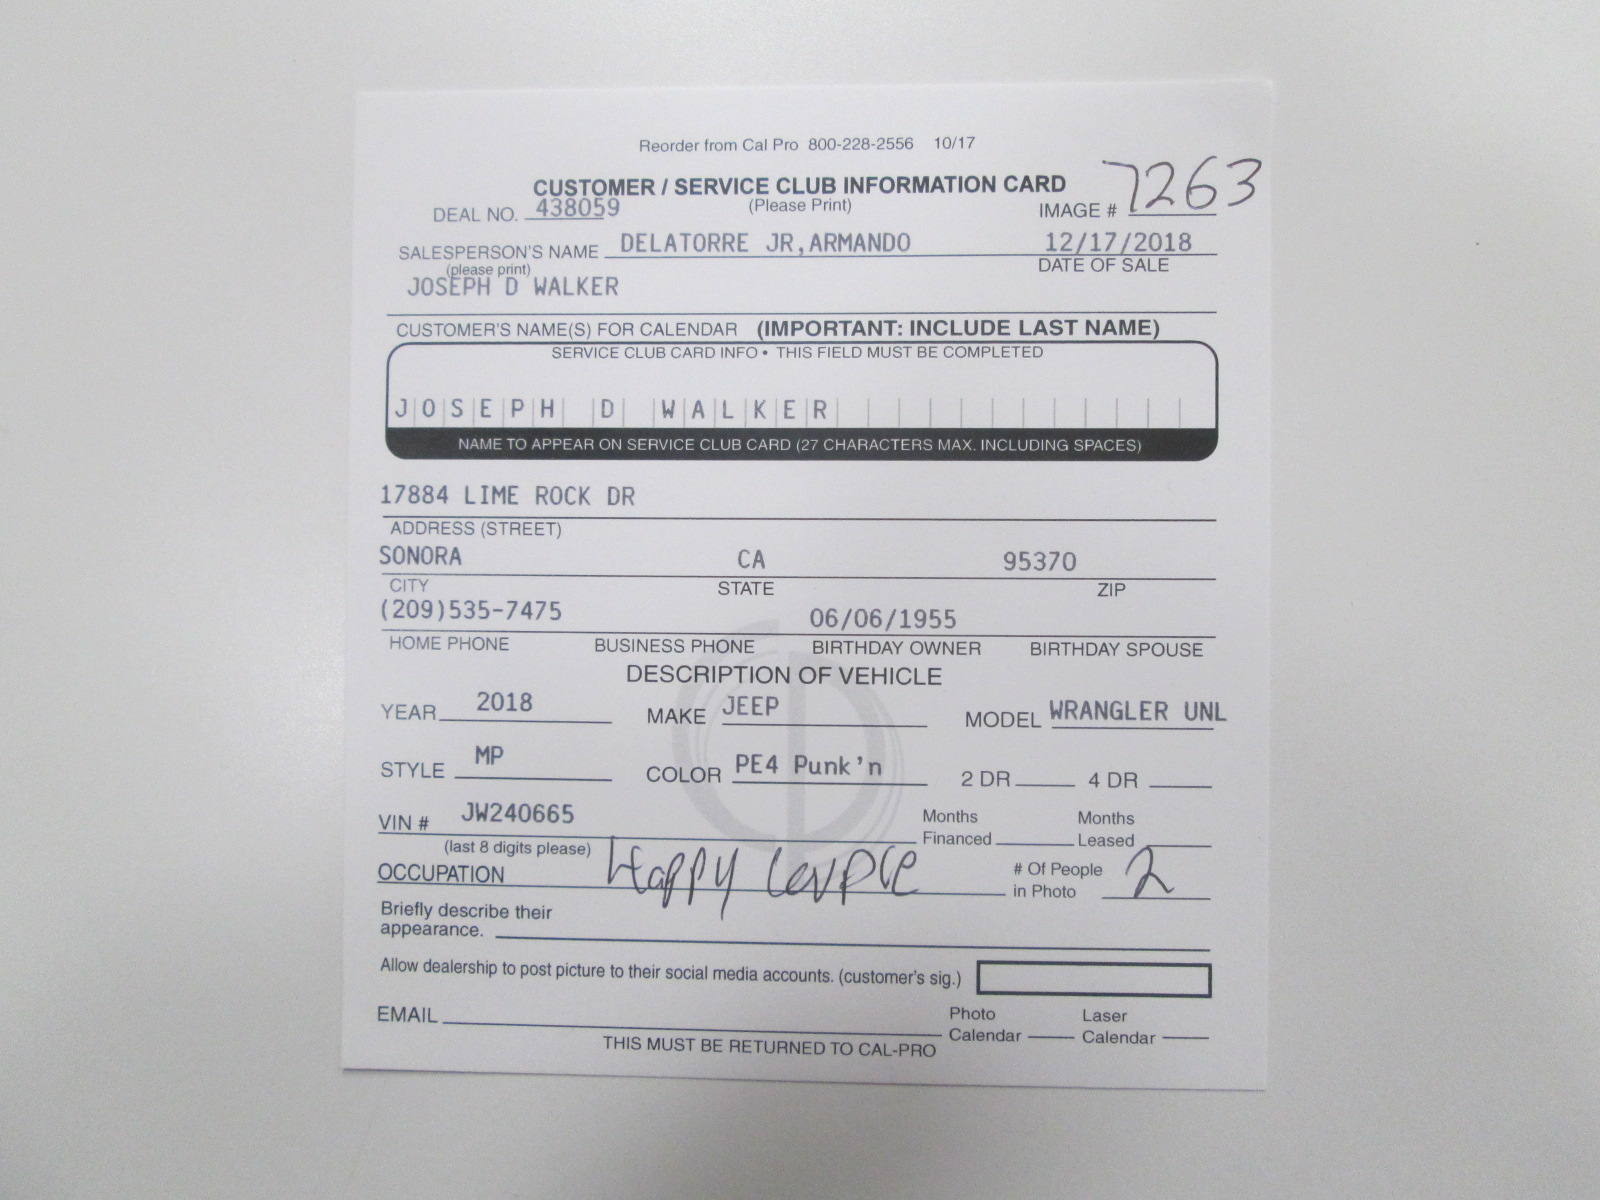 Reorder from Cal Pro 800-228-2556 10/17
CUSTOMER / SERVICE CLUB INFORMATION CARD 7263
DEAL NO. 438059 (Please Print) IMAGE #
SALESPERSON'S NAME DELATORRE JR,ARMANDO 12/17/2018
(please print) DATE OF SALE
JOSEPH D WALKER
CUSTOMER'S NAME(S) FOR CALENDAR (IMPORTANT: INCLUDE LAST NAME)
SERVICE CLUB CARD INFO • THIS FIELD MUST BE COMPLETED
JOSEPH D WALKER
NAME TO APPEAR ON SERVICE CLUB CARD (27 CHARACTERS MAX. INCLUDING SPACES)
17884 LIME ROCK DR
ADDRESS (STREET)
SONORA CA 95370
CITY STATE ZIP
(209)535-7475 06/06/1955
HOME PHONE BUSINESS PHONE BIRTHDAY OWNER BIRTHDAY SPOUSE
DESCRIPTION OF VEHICLE
YEAR 2018 MAKE JEEP MODEL WRANGLER UNL
STYLE MP COLOR PE4 Punk'n 2 DR 4 DR
VIN # JW240665 Months Financed Months Leased
(last 8 digits please)
OCCUPATION Happy Couple # Of People in Photo 2
Briefly describe their
appearance.
Allow dealership to post picture to their social media accounts. (customer's sig.)
EMAIL Photo Calendar Laser Calendar
THIS MUST BE RETURNED TO CAL-PRO